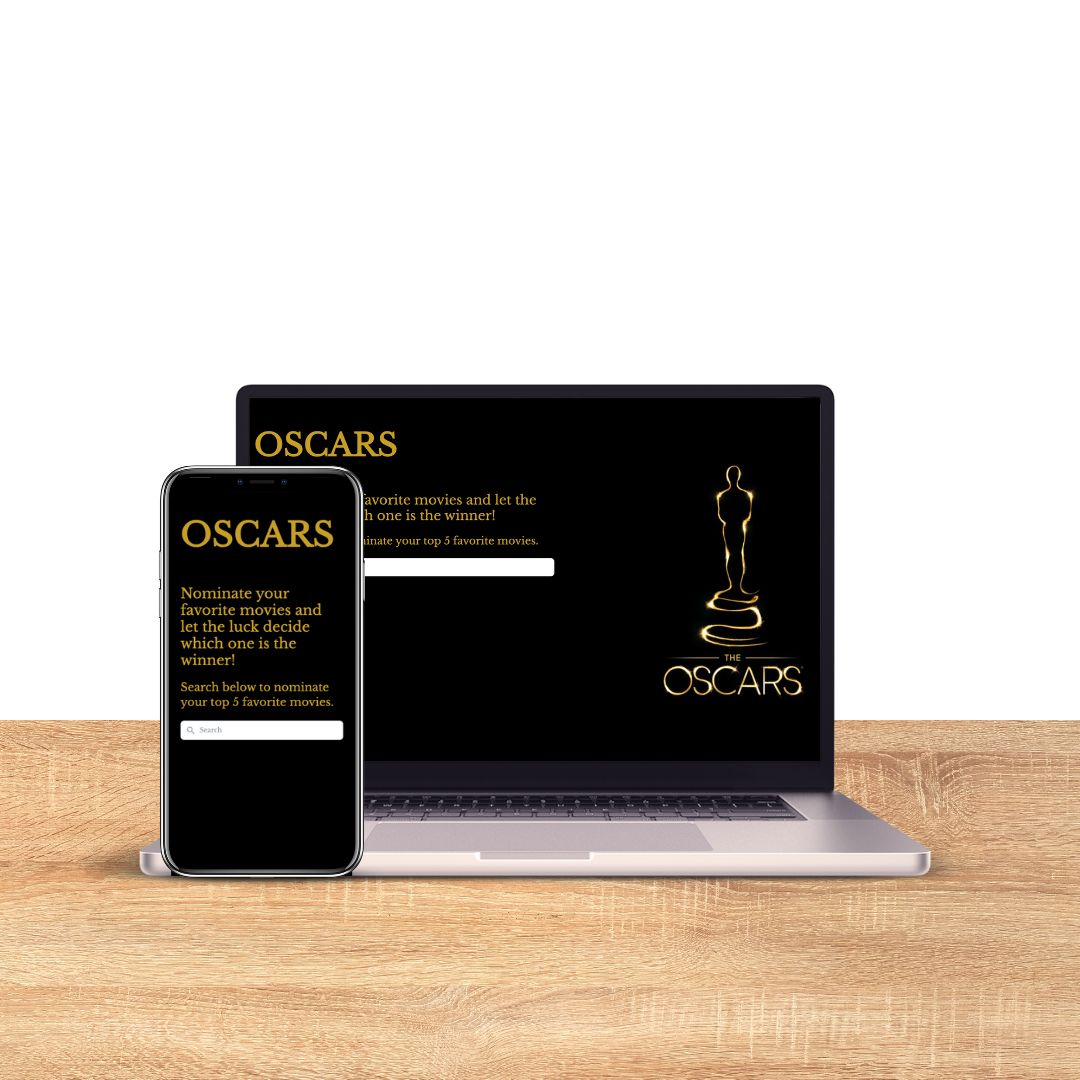 OSCARS
favorite movies and let the
h one is the winner!
inate your top 5 favorite movies.
THE
OSCARS
OSCARS
Nominate your
favorite movies and
let the luck decide
which one is the
winner!
Search below to nominate
your top 5 favorite movies.
Search